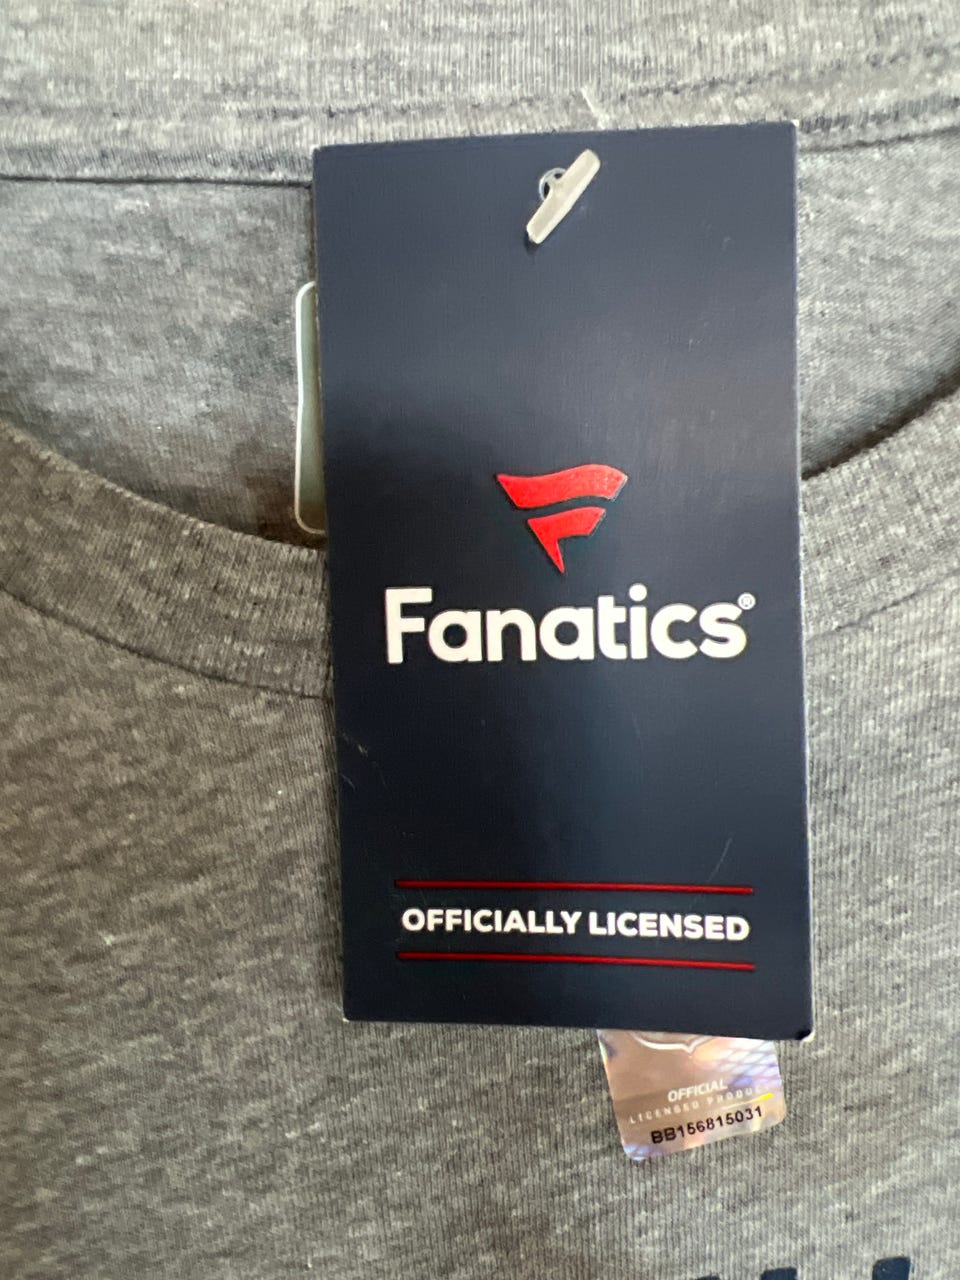 Fanatics®
OFFICIALLY LICENSED
OFFICIAL
LICENSED PRODUCT
BB156815031